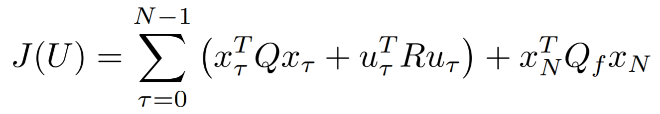 J(U) = \sum_{\tau=0}^{N-1} \left( x_\tau^T Q x_\tau + u_\tau^T R u_\tau \right) + x_N^T Q_f x_N